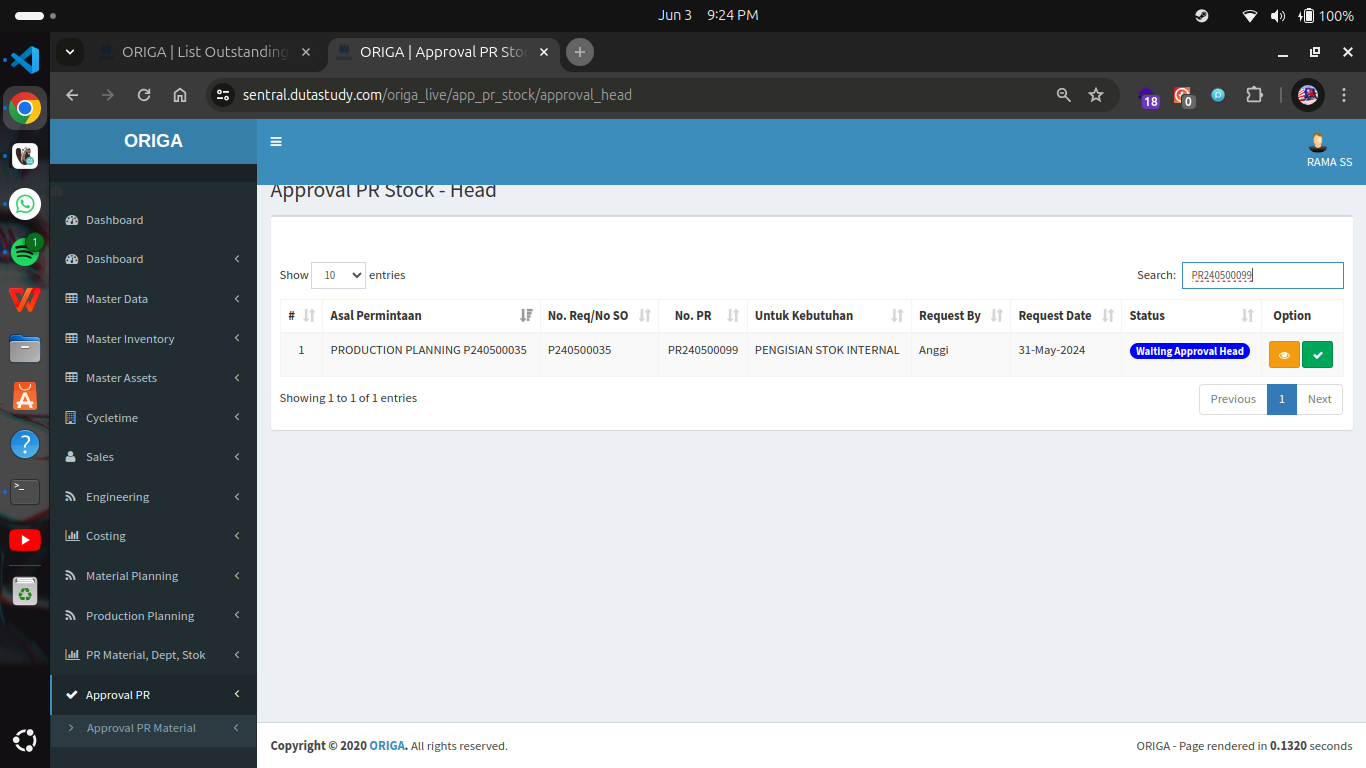 Jun 3 9:24 PM
100%
ORIGA | List Outstanding
ORIGA | Approval PR Sto
sentral.dutastudy.com/origa_live/app_pr_stock/approval_head
18
0
1
ORIGA
RAMA SS
Dashboard
Dashboard
Master Data
Master Inventory
Master Assets
Cycletime
Sales
Engineering
Costing
Material Planning
Production Planning
PR Material, Dept, Stok
Approval PR
Approval PR Material
Approval PR Stock - Head
Show 10 entries
Search: PR240500099
# Asal Permintaan No. Req/No SO No. PR Untuk Kebutuhan Request By Request Date Status Option
1 PRODUCTION PLANNING P240500035 P240500035 PR240500099 PENGISIAN STOK INTERNAL Anggi 31-May-2024 Waiting Approval Head
Showing 1 to 1 of 1 entries
Previous 1 Next
Copyright © 2020 ORIGA. All rights reserved.
ORIGA - Page rendered in 0.1320 seconds